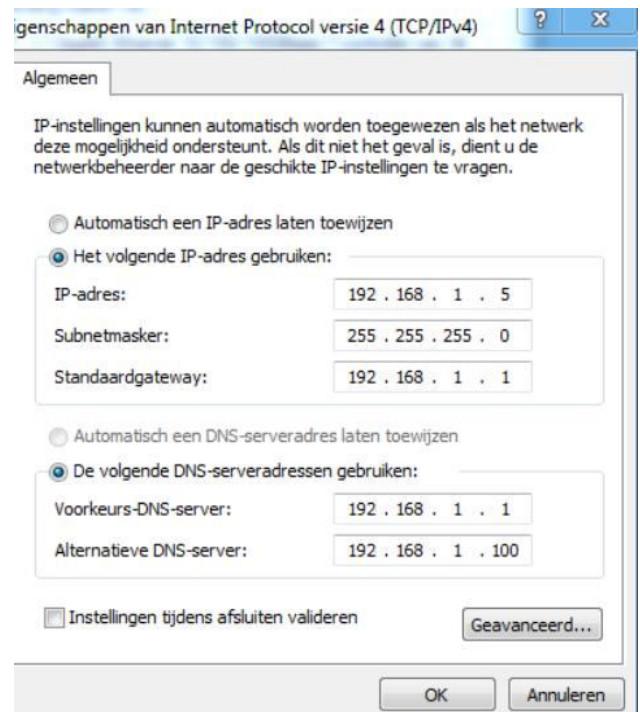 igenschappen van Internet Protocol versie 4 (TCP/IPv4)
Algemeen
IP-instellingen kunnen automatisch worden toegewezen als het netwerk
deze mogelijkheid ondersteunt. Als dit niet het geval is, dient u de
netwerkbeheerder naar de geschikte IP-instellingen te vragen.
Automatisch een IP-adres laten toewijzen
Het volgende IP-adres gebruiken:
IP-adres: 192 . 168 . 1 . 5
Subnetmasker: 255 . 255 . 255 . 0
Standaardgateway: 192 . 168 . 1 . 1
Automatisch een DNS-serveradres laten toewijzen
De volgende DNS-serveradressen gebruiken:
Voorkeurs-DNS-server: 192 . 168 . 1 . 1
Alternatieve DNS-server: 192 . 168 . 1 . 100
Instellingen tijdens afsluiten valideren
Geavanceerd...
OK Annuleren